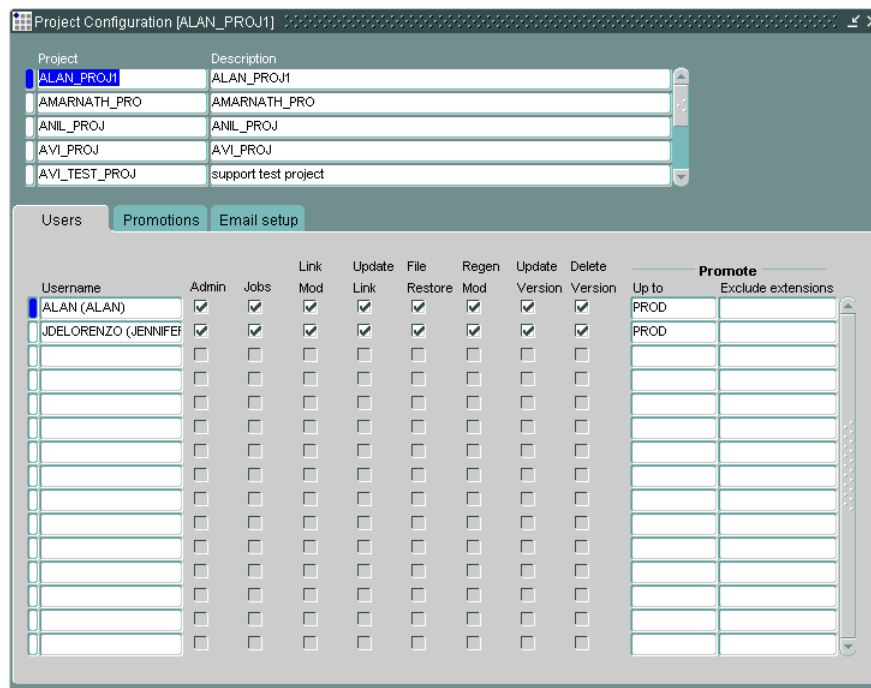 Project Configuration [ALAN_PROJ1]
Project Description
ALAN_PROJ1 ALAN_PROJ1
AMARNATH_PRO AMARNATH_PRO
ANIL_PROJ ANIL_PROJ
AVI_PROJ AVI_PROJ
AVI_TEST_PROJ support test project
Users Promotions Email setup
Link Update File Regen Update Delete Promote
Username Admin Jobs Mod Link Restore Mod Version Version Up to Exclude extensions
ALAN (ALAN) PROD
JDELORENZO (JENNIFER PROD